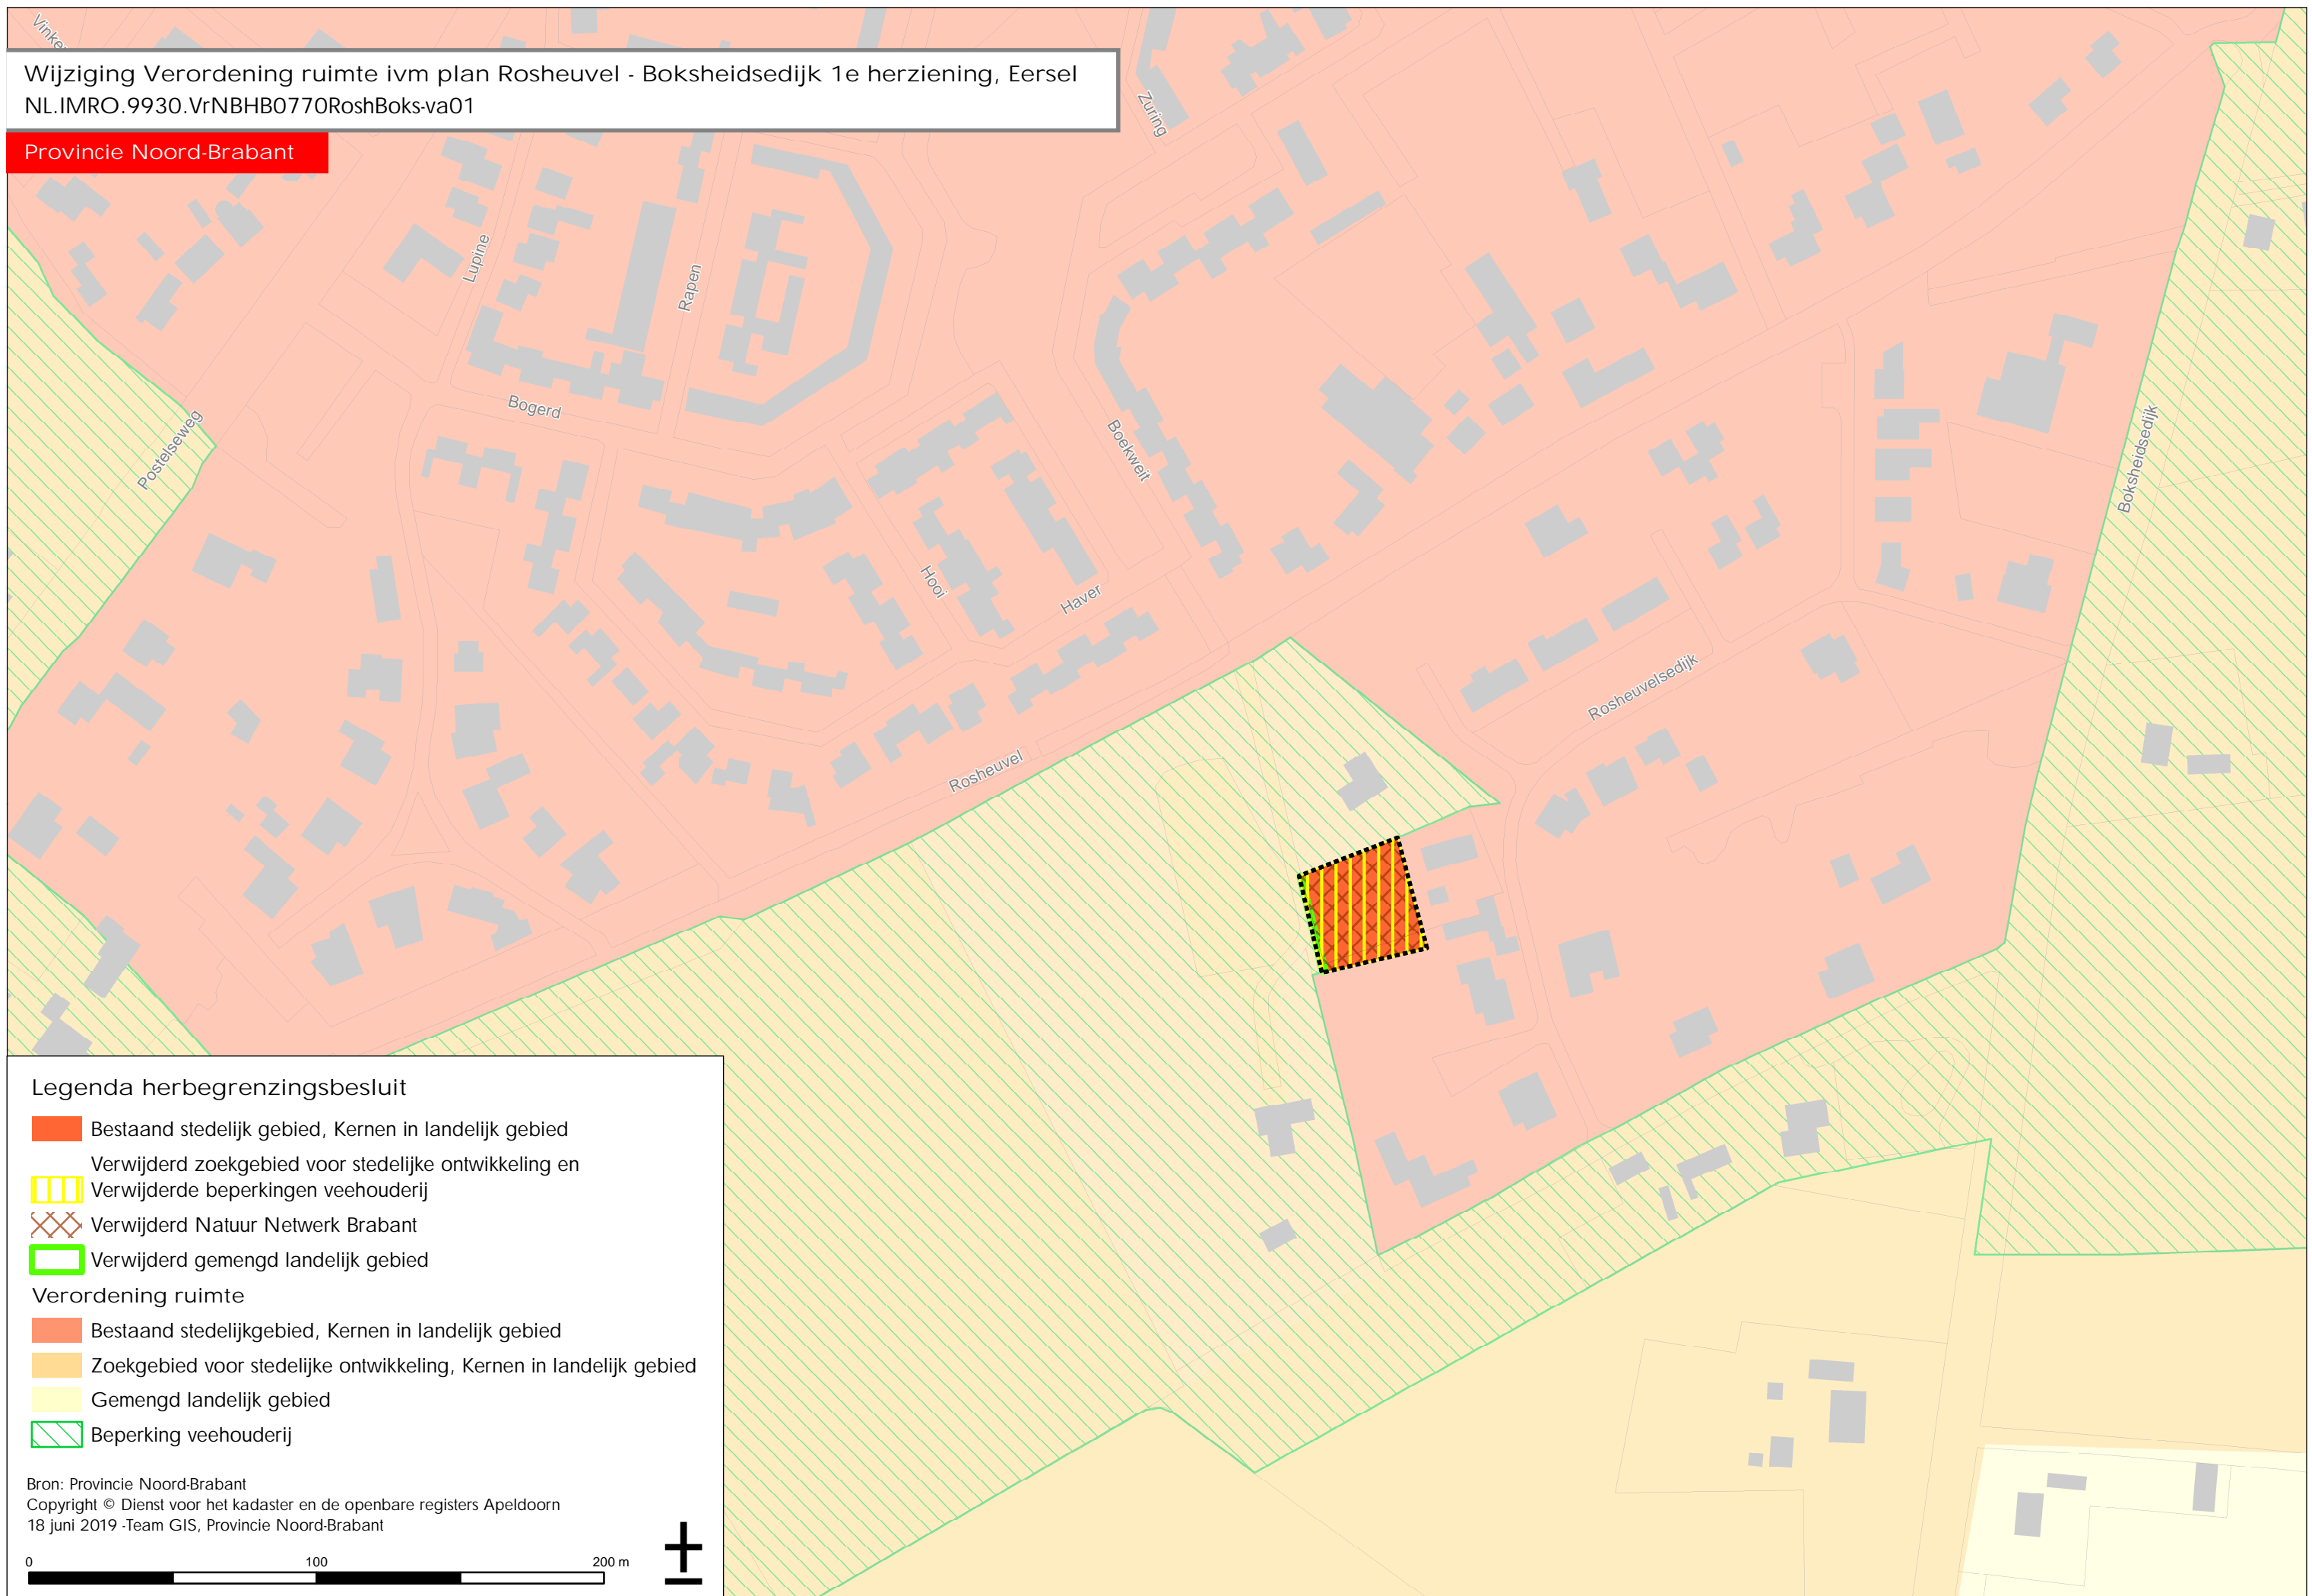 Vinke
Wijziging Verordening ruimte ivm plan Rosheuvel - Boksheidsedijk 1e herziening, Eersel
NL.IMRO.9930.VrNBHB0770RoshBoks-va01
Provincie Noord-Brabant
Zuring
Lupine
Rapen
Bogerd
Postelseweg
Boekweit
Boksheidsedijk
Hooi
Haver
Rosheuvelsedijk
Rosheuvel
Legenda herbegrenzingsbesluit
Bestaand stedelijk gebied, Kernen in landelijk gebied
Verwijderd zoekgebied voor stedelijke ontwikkeling en
Verwijderde beperkingen veehouderij
Verwijderd Natuur Netwerk Brabant
Verwijderd gemengd landelijk gebied
Verordening ruimte
Bestaand stedelijkgebied, Kernen in landelijk gebied
Zoekgebied voor stedelijke ontwikkeling, Kernen in landelijk gebied
Gemengd landelijk gebied
Beperking veehouderij
Bron: Provincie Noord-Brabant
Copyright © Dienst voor het kadaster en de openbare registers Apeldoorn
18 juni 2019 -Team GIS, Provincie Noord-Brabant
0 100 200 m